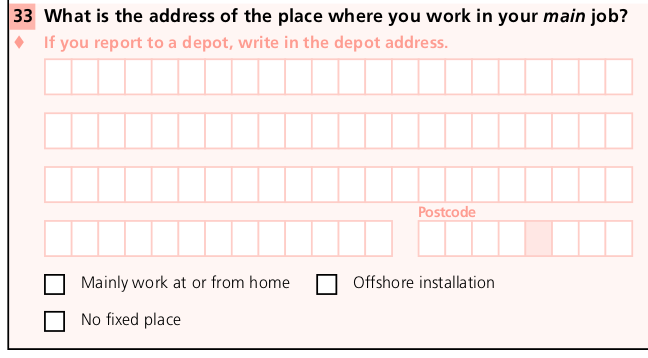 33 What is the address of the place where you work in your main job?
♦ If you report to a depot, write in the depot address.
Postcode
Mainly work at or from home
Offshore installation
No fixed place